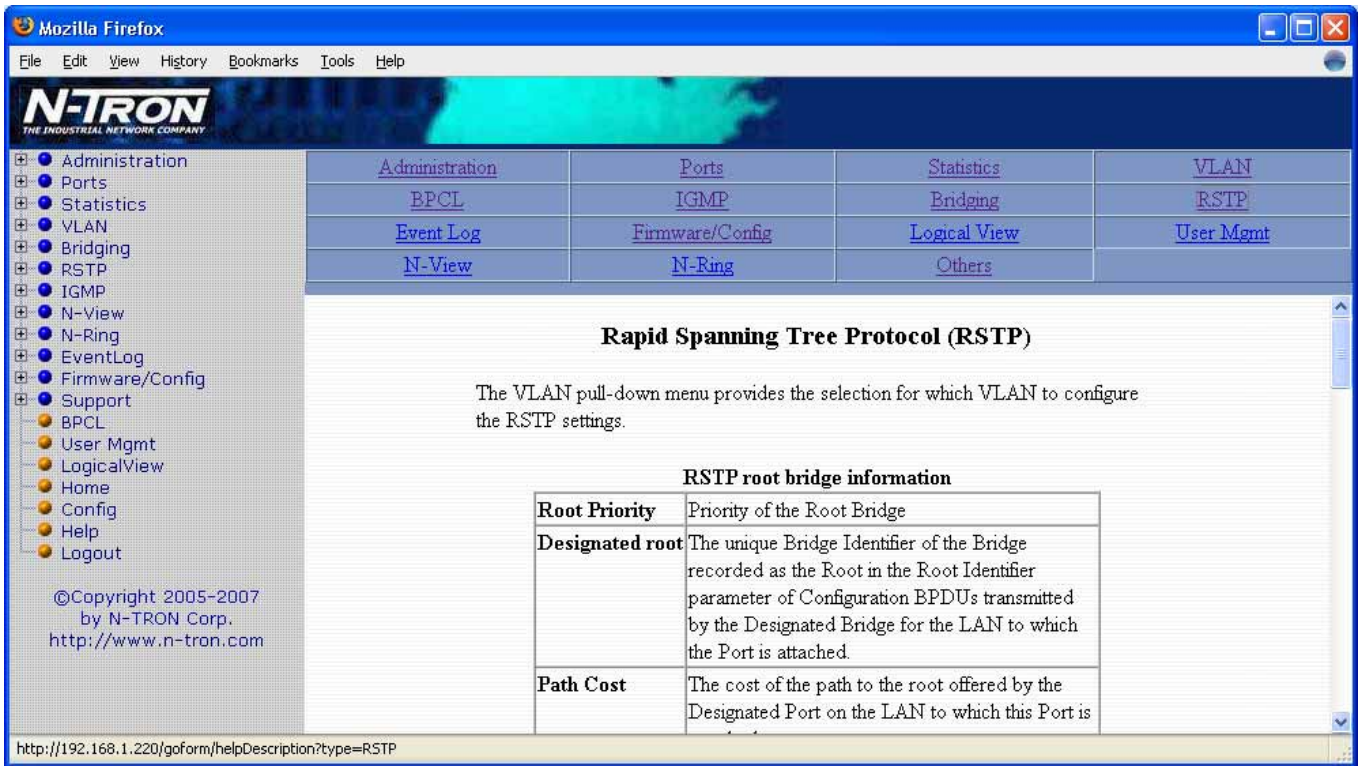 Mozilla Firefox
File Edit View History Bookmarks Tools Help
N-TRON
THE INDUSTRIAL NETWORK COMPANY
Administration
Ports
Statistics
VLAN
Bridging
RSTP
IGMP
N-View
N-Ring
EventLog
Firmware/Config
Support
BPCL
User Mgmt
LogicalView
Home
Config
Help
Logout
©Copyright 2005-2007
by N-TRON Corp.
http://www.n-tron.com
Administration Ports Statistics VLAN
BPCL IGMP Bridging RSTP
Event Log Firmware/Config Logical View User Mgmt
N-View N-Ring Others
Rapid Spanning Tree Protocol (RSTP)
The VLAN pull-down menu provides the selection for which VLAN to configure
the RSTP settings.
RSTP root bridge information
Root Priority Priority of the Root Bridge
Designated root The unique Bridge Identifier of the Bridge
recorded as the Root in the Root Identifier
parameter of Configuration BPDUs transmitted
by the Designated Bridge for the LAN to which
the Port is attached.
Path Cost The cost of the path to the root offered by the
Designated Port on the LAN to which this Port is
http://192.168.1.220/goform/helpDescription?type=RSTP